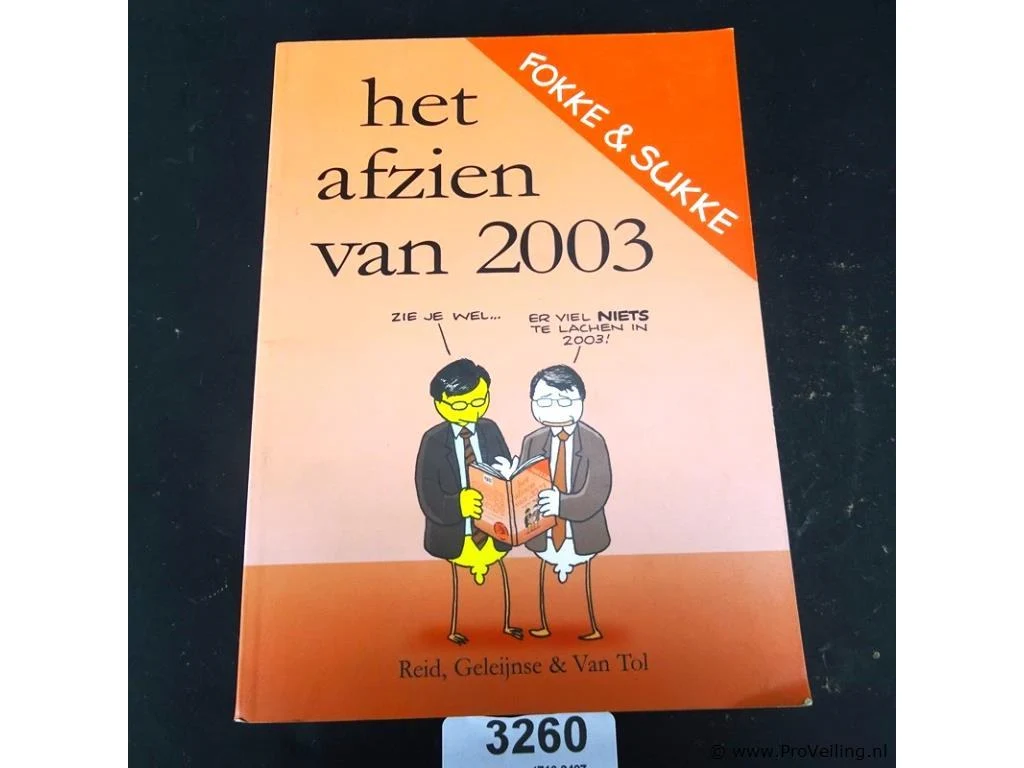 FOKKE & SUKKE
het
afzien
van 2003
ZIE JE WEL...
ER VIEL NIETS
TE LACHEN IN
2003!
Reid, Geleijnse & Van Tol
3260
© www.ProVeiling.nl